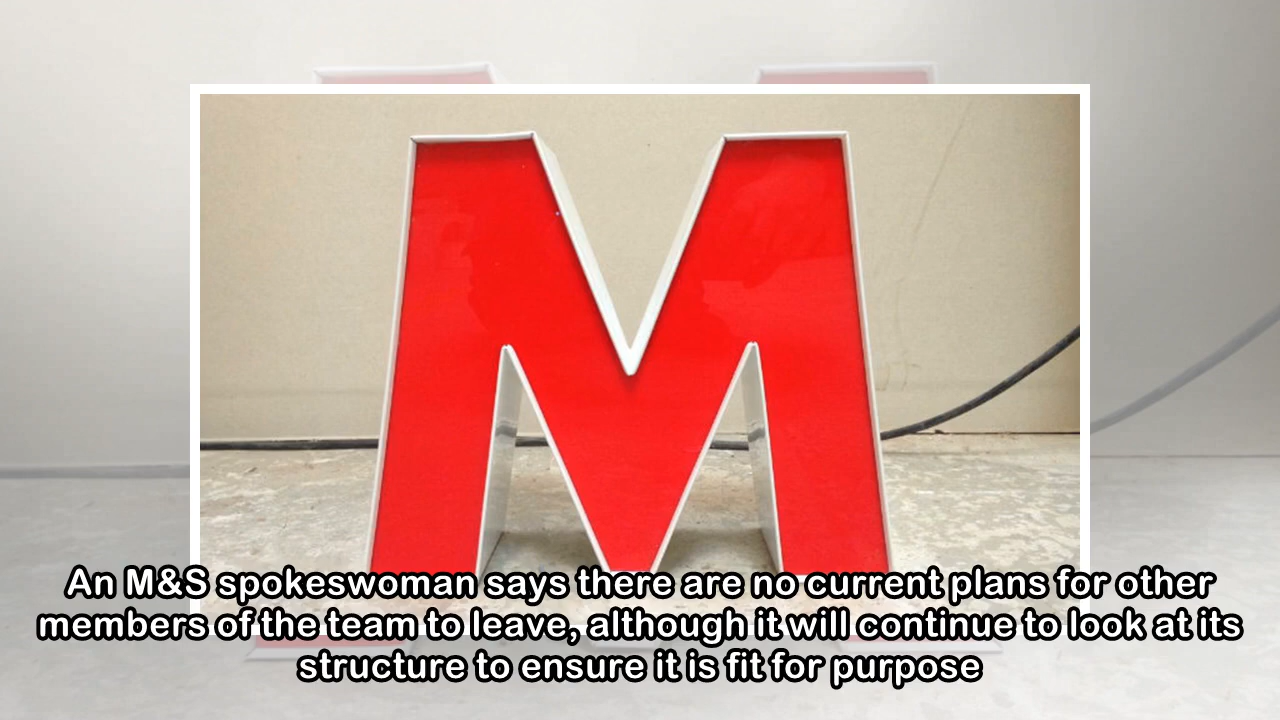 M
An M&S spokeswoman says there are no current plans for other
members of the team to leave, although it will continue to look at its
structure to ensure it is fit for purpose